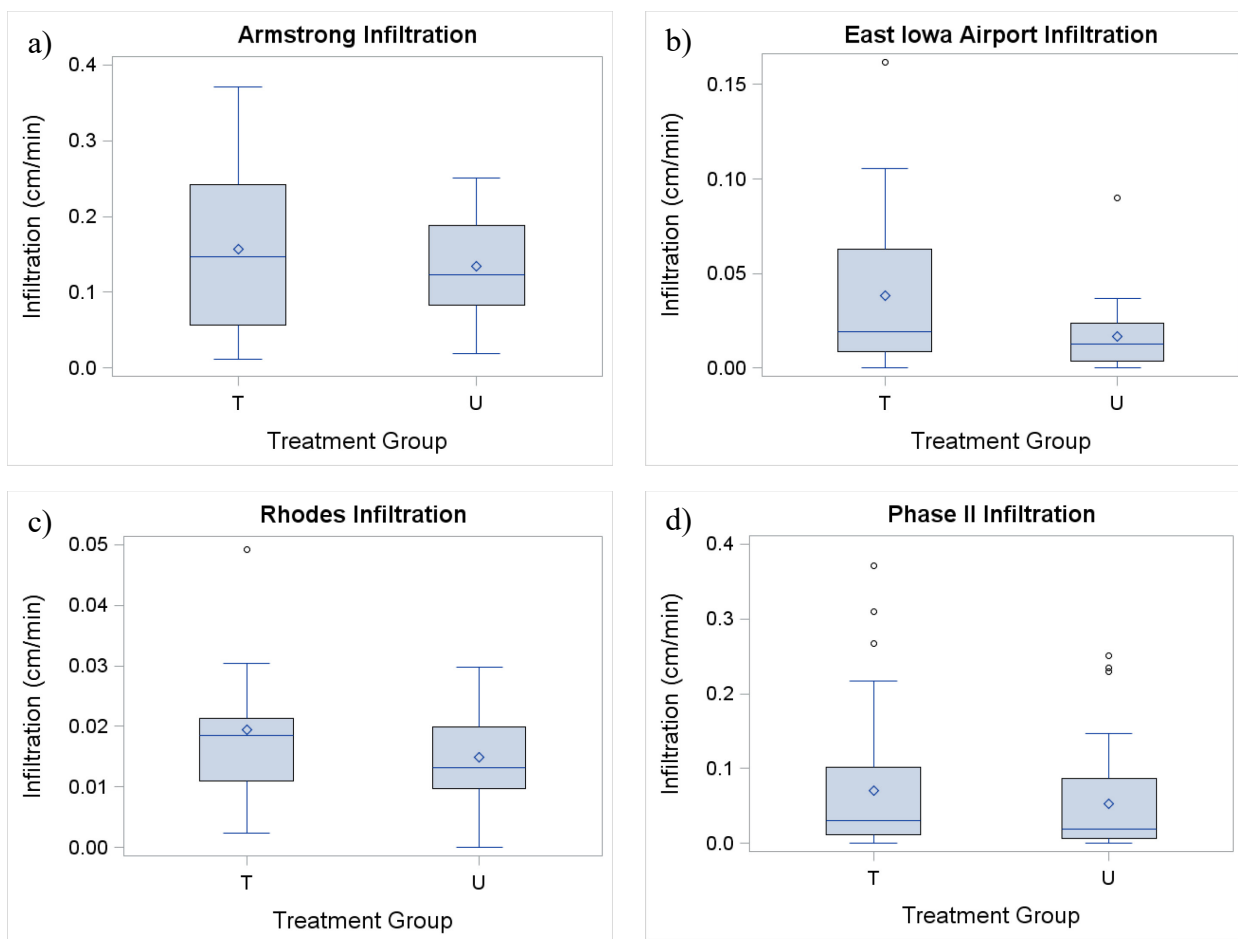 a)
Armstrong Infiltration
0.4
0.3
0.2
0.1
0.0
Infiltration (cm/min)
T
U
Treatment Group
b)
East Iowa Airport Infiltration
0.15
0.10
0.05
0.00
Infiltration (cm/min)
T
U
Treatment Group
c)
Rhodes Infiltration
0.05
0.04
0.03
0.02
0.01
0.00
Infiltration (cm/min)
T
U
Treatment Group
d)
Phase II Infiltration
0.4
0.3
0.2
0.1
0.0
Infiltration (cm/min)
T
U
Treatment Group